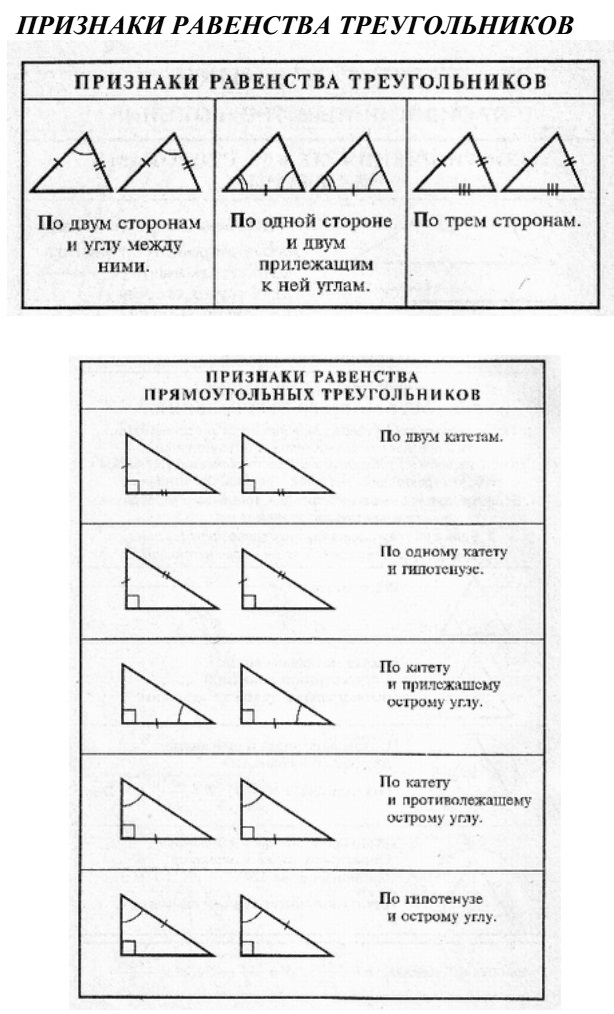 ПРИЗНАКИ РАВЕНСТВА ТРЕУГОЛЬНИКОВ
ПРИЗНАКИ РАВЕНСТВА ТРЕУГОЛЬНИКОВ
По двум сторонам
и углу между
ними.
По одной стороне
и двум
прилежащим
к ней углам.
По трем сторонам.
ПРИЗНАКИ РАВЕНСТВА
ПРЯМОУГОЛЬНЫХ ТРЕУГОЛЬНИКОВ
По двум катетам.
По одному катету
и гипотенузе.
По катету
и прилежащему
острому углу.
По катету
и противолежащему
острому углу.
По гипотенузе
и острому углу.